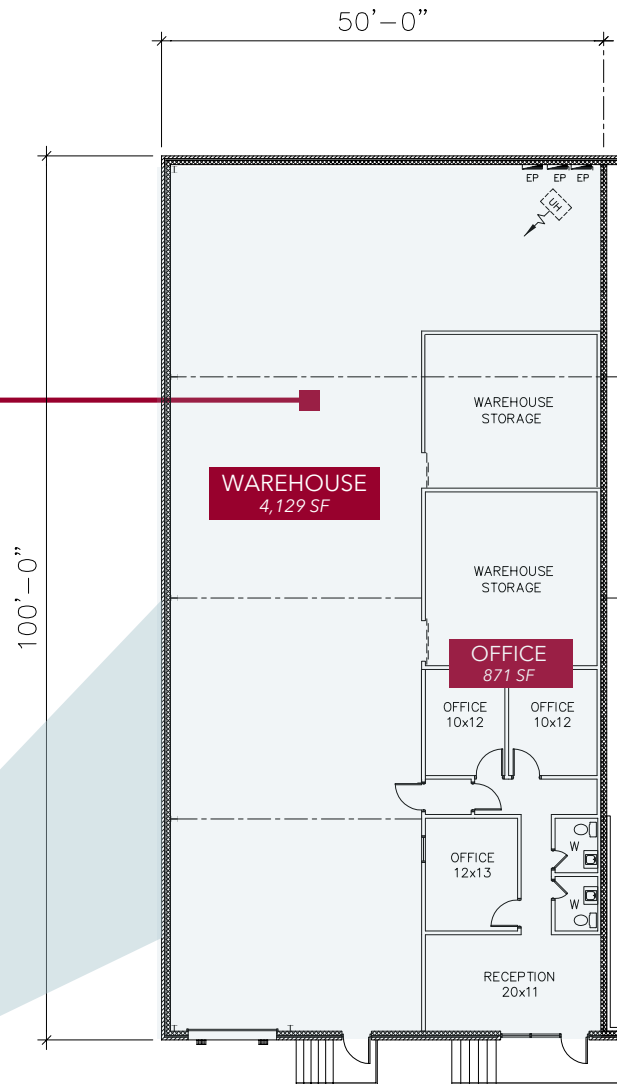 50'-0"
EP EP EP
UH
WAREHOUSE
STORAGE
WAREHOUSE
4,129 SF
100'-0"
WAREHOUSE
STORAGE
OFFICE
871 SF
OFFICE
10x12
OFFICE
10x12
W
OFFICE
12x13
W
RECEPTION
20x11